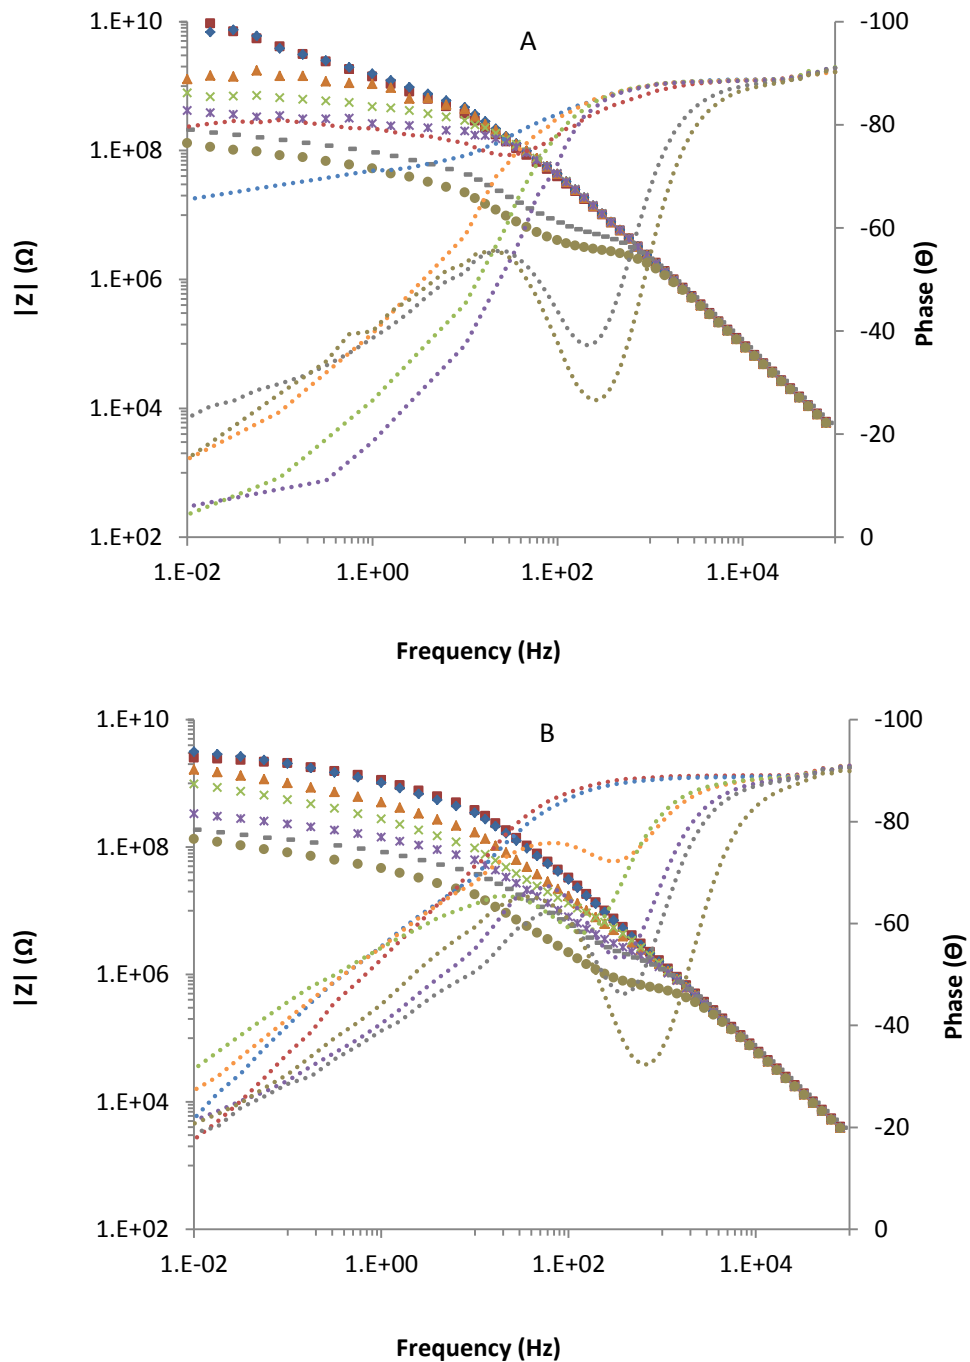 A
1.E+10
1.E+08
1.E+06
1.E+04
1.E+02
|Z| (Ω)
-100
-80
-60
-40
-20
0
Phase (Θ)
1.E-02
1.E+00
1.E+02
1.E+04
Frequency (Hz)
B
1.E+10
1.E+08
1.E+06
1.E+04
1.E+02
|Z| (Ω)
-100
-80
-60
-40
-20
0
Phase (Θ)
1.E-02
1.E+00
1.E+02
1.E+04
Frequency (Hz)